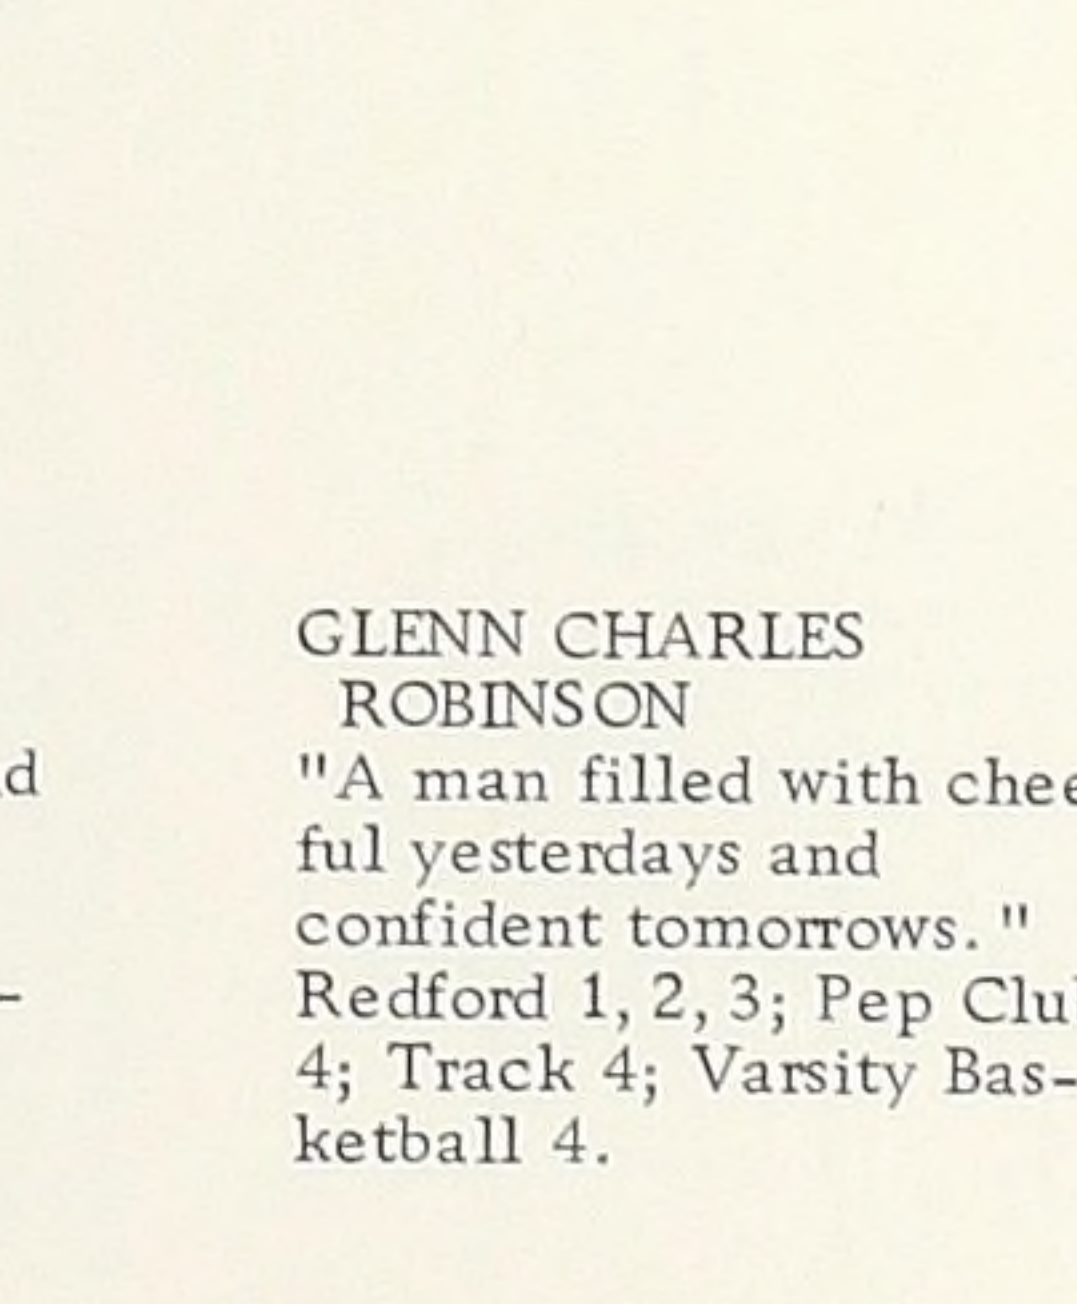 GLENN CHARLES
ROBINSON
"A man filled with chee
ful yesterdays and
confident tomorrows."
Redford 1, 2, 3; Pep Clu
4; Track 4; Varsity Bas-
ketball 4.